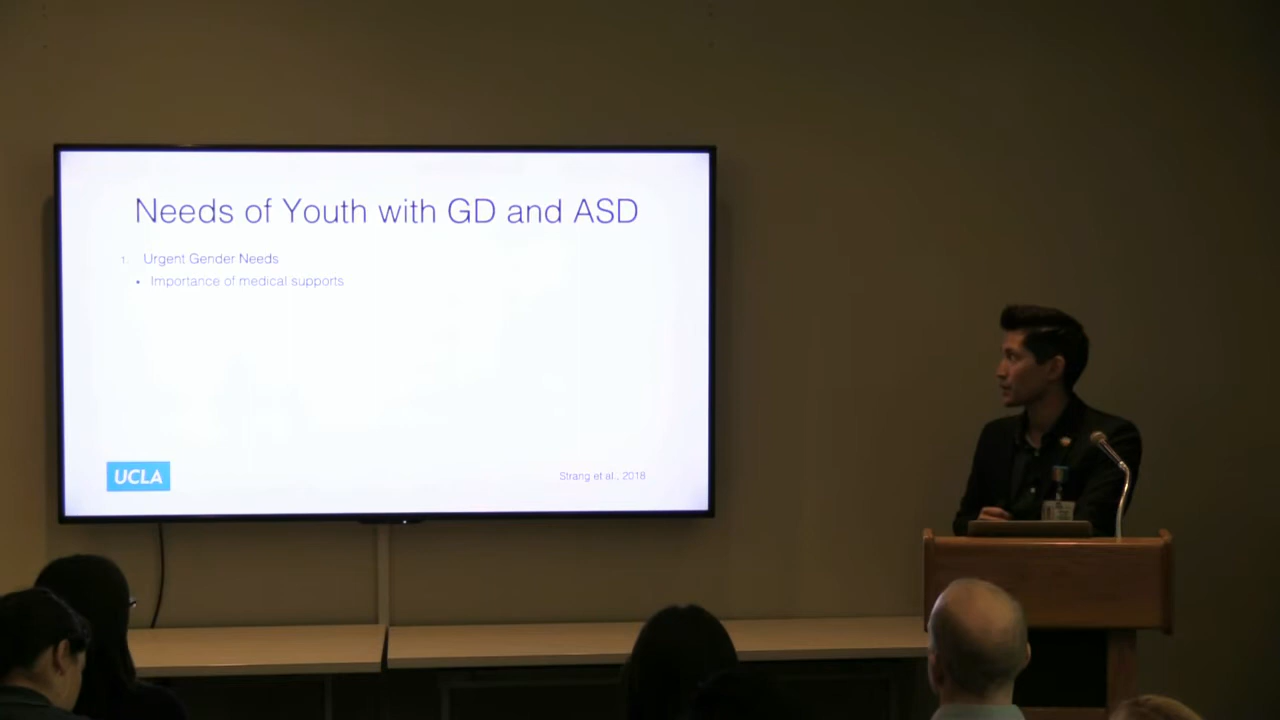 Needs of Youth with GD and ASD
1. Urgent Gender Needs
• Importance of medical supports
UCLA
Strang et al., 2018